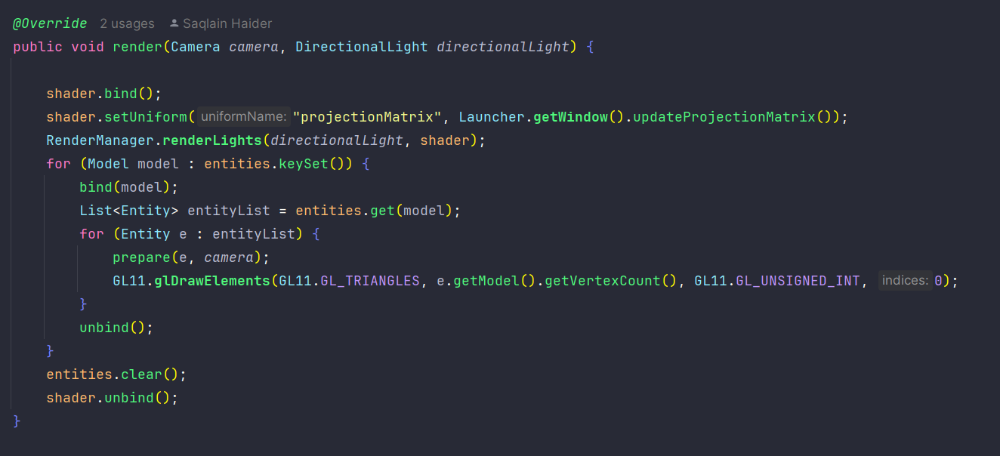 @Override 2 usages Saqlain Haider
public void render(Camera camera, DirectionalLight directionalLight) {
shader.bind();
shader.setUniform( uniformName: "projectionMatrix", Launcher.getWindow().updateProjectionMatrix());
RenderManager.renderLights(directionalLight, shader);
for (Model model : entities.keySet()) {
bind(model);
List<Entity> entityList = entities.get(model);
for (Entity e : entityList) {
prepare(e, camera);
GL11.glDrawElements(GL11.GL_TRIANGLES, e.getModel().getVertexCount(), GL11.GL_UNSIGNED_INT, indices: 0);
}
unbind();
}
entities.clear();
shader.unbind();
}